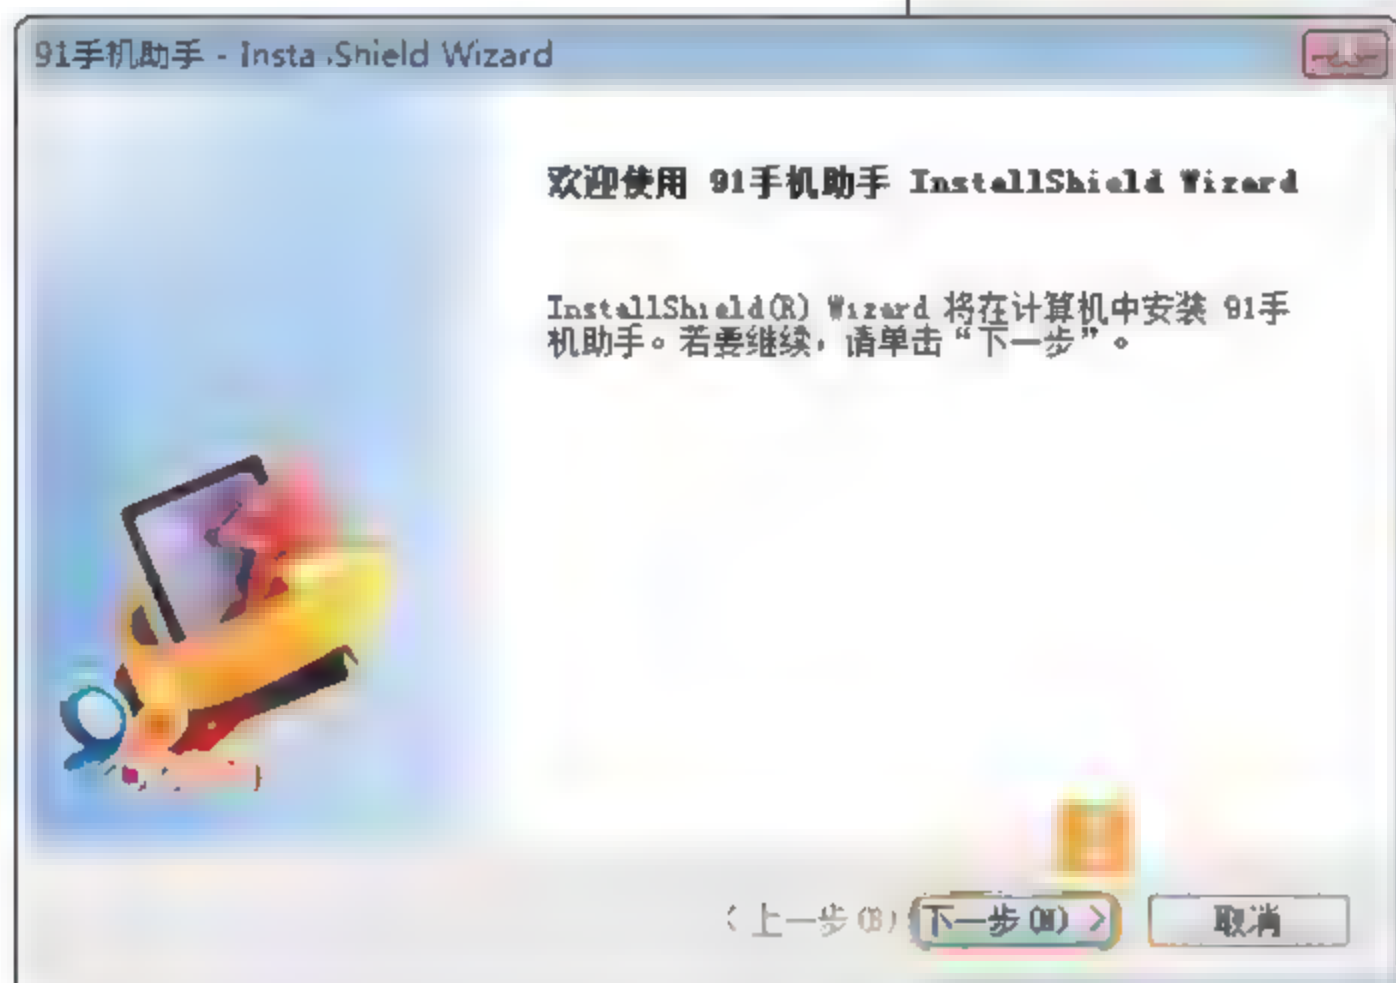 91手机助手 - InstallShield Wizard
欢迎使用 91手机助手 InstallShield Wizard
InstallShield(R) Wizard 将在计算机中安装 91手
机助手。若要继续，请单击“下一步”。
< 上一步(B) 下一步(N) > 取消